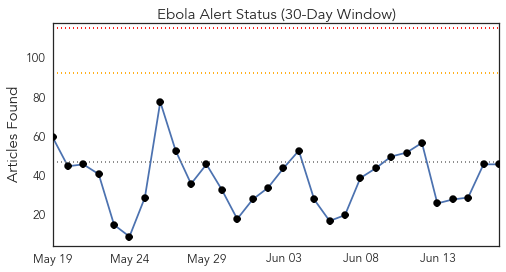 Ebola Alert Status (30-Day Window)
Articles Found
100
80
60
40
20
May 19
May 24
May 29
Jun 03
Jun 08
Jun 13